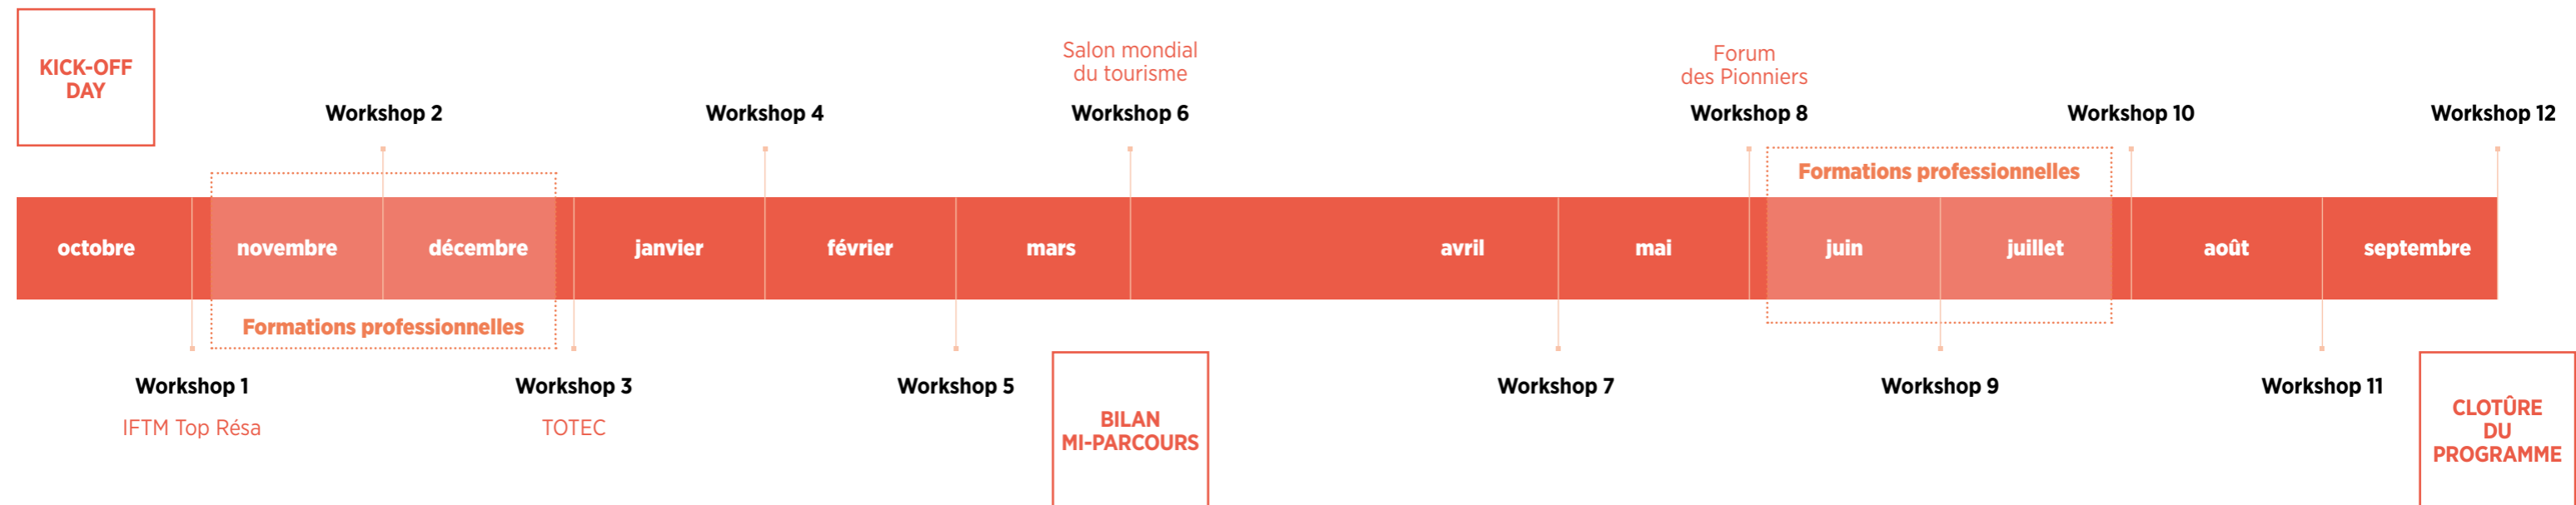 KICK-OFF
DAY
Salon mondial
du tourisme
Forum
des Pionniers
Workshop 2
Workshop 4
Workshop 6
Workshop 8
Workshop 10
Workshop 12
Formations professionnelles
octobre
novembre
décembre
janvier
février
mars
avril
mai
juin
juillet
août
septembre
Formations professionnelles
Workshop 1
Workshop 3
Workshop 5
Workshop 7
Workshop 9
Workshop 11
IFTM Top Résa
TOTEC
BILAN
MI-PARCOURS
CLOTÛRE
DU
PROGRAMME